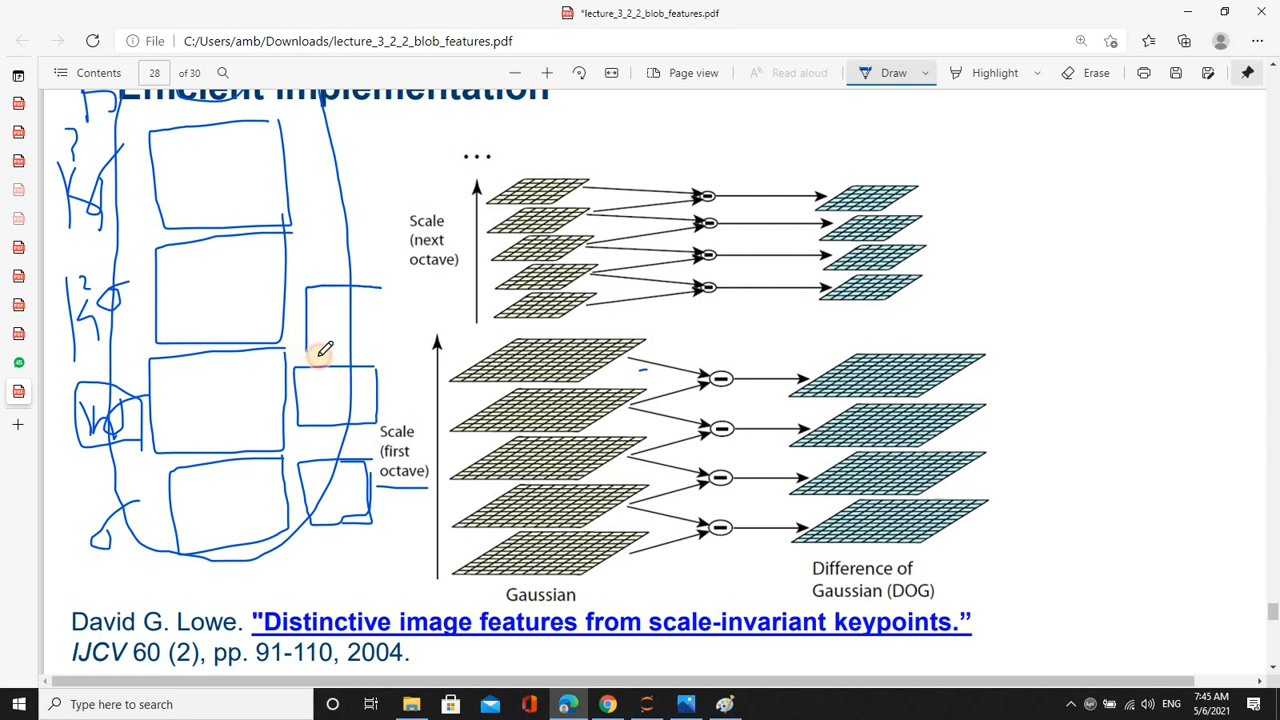 *lecture_3_2_2_blob_features.pdf
File C:/Users/amb/Downloads/lecture_3_2_2_blob_features.pdf
Contents 28 of 30 Page view Read aloud Draw Highlight Erase
Efficient Implementation
...
Scale
(next
octave)
Scale
(first
octave)
Gaussian
Difference of
Gaussian (DOG)
David G. Lowe. "Distinctive image features from scale-invariant keypoints.”
IJCV 60 (2), pp. 91-110, 2004.
Type here to search
ENG
7:45 AM
5/6/2021